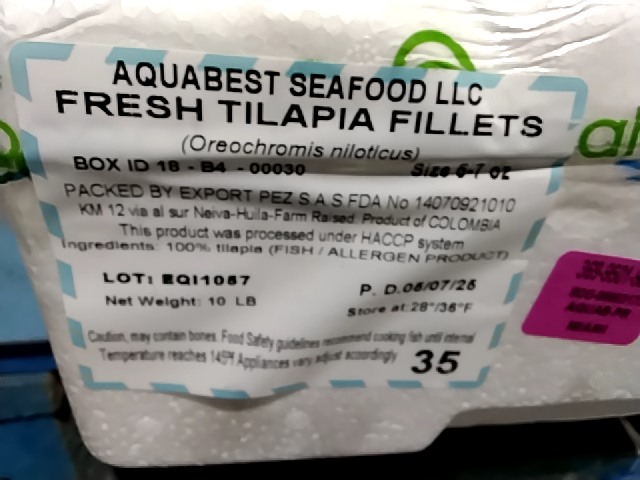 AQUABEST SEAFOOD LLC
FRESH TILAPIA FILLETS
(Oreochromis niloticus)
BOX ID 18 - B4 - 00030 Size 5-7 oz
PACKED BY EXPORT PEZ S A S FDA No 14070921010
KM 12 via al sur Neiva-Huila-Farm Raised. Product of COLOMBIA
This product was processed under HACCP system
Ingredients: 100% tilapia (FISH / ALLERGEN PRODUCT)
LOT: EQI1057 P. D.
Net Weight: 10 LB Store at:28°/36°F
Caution, may contain bones. Food Safety guidelines recommend cooking fish until internal
Temperature reaches 145ºf Appliances vary adjust accordingly 35